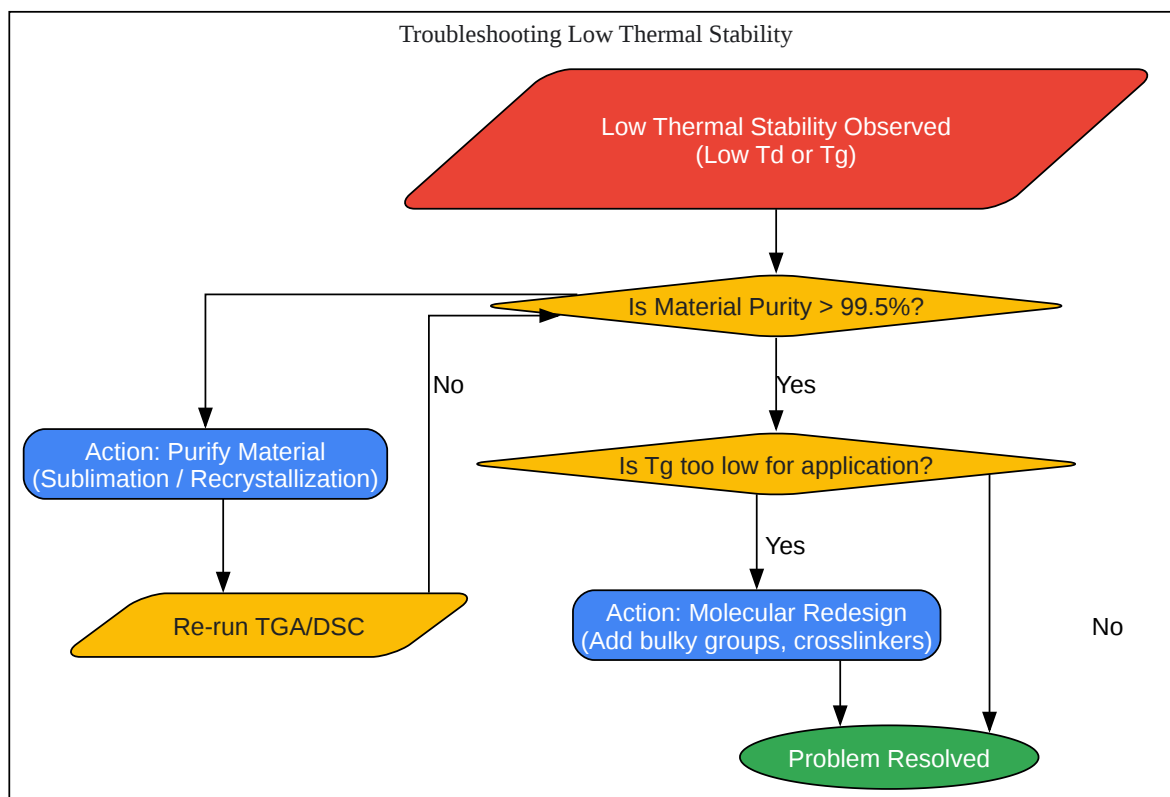 Troubleshooting Low Thermal Stability
Low Thermal Stability Observed
(Low Td or Tg)
Is Material Purity > 99.5%?
No
Yes
Action: Purify Material
(Sublimation / Recrystallization)
Is Tg too low for application?
Yes
Re-run TGA/DSC
Action: Molecular Redesign
(Add bulky groups, crosslinkers)
No
Problem Resolved